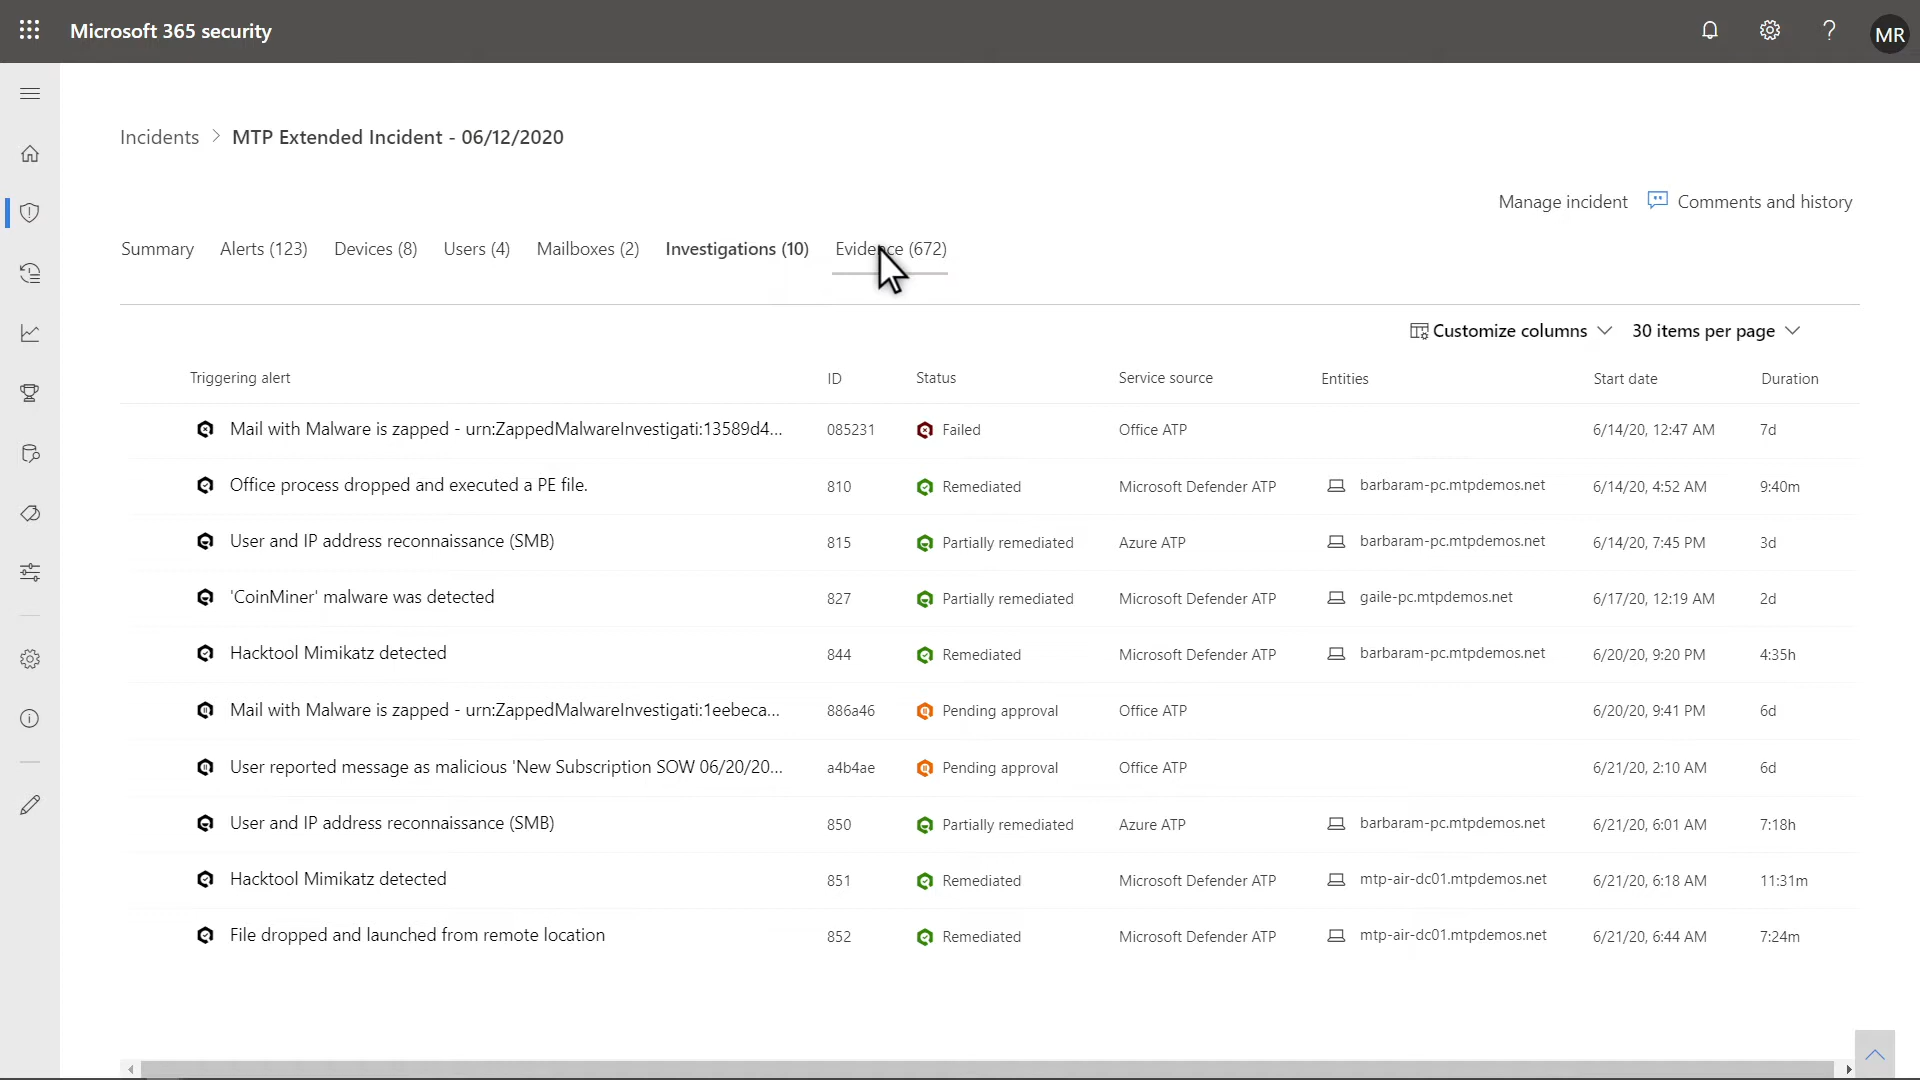 Microsoft 365 security
?
MR
Incidents > MTP Extended Incident - 06/12/2020
Manage incident Comments and history
Summary Alerts (123) Devices (8) Users (4) Mailboxes (2) Investigations (10) Evidence (672)
Customize columns 30 items per page
Triggering alert ID Status Service source Entities Start date Duration
Mail with Malware is zapped - urn:ZappedMalwareInvestigati:13589d4... 085231 Failed Office ATP 6/14/20, 12:47 AM 7d
Office process dropped and executed a PE file. 810 Remediated Microsoft Defender ATP barbaram-pc.mtpdemos.net 6/14/20, 4:52 AM 9:40m
User and IP address reconnaissance (SMB) 815 Partially remediated Azure ATP barbaram-pc.mtpdemos.net 6/14/20, 7:45 PM 3d
'CoinMiner' malware was detected 827 Partially remediated Microsoft Defender ATP gaile-pc.mtpdemos.net 6/17/20, 12:19 AM 2d
Hacktool Mimikatz detected 844 Remediated Microsoft Defender ATP barbaram-pc.mtpdemos.net 6/20/20, 9:20 PM 4:35h
Mail with Malware is zapped - urn:ZappedMalwareInvestigati:1eebeca... 886a46 Pending approval Office ATP 6/20/20, 9:41 PM 6d
User reported message as malicious 'New Subscription SOW 06/20/20... a4b4ae Pending approval Office ATP 6/21/20, 2:10 AM 6d
User and IP address reconnaissance (SMB) 850 Partially remediated Azure ATP barbaram-pc.mtpdemos.net 6/21/20, 6:01 AM 7:18h
Hacktool Mimikatz detected 851 Remediated Microsoft Defender ATP mtp-air-dc01.mtpdemos.net 6/21/20, 6:18 AM 11:31m
File dropped and launched from remote location 852 Remediated Microsoft Defender ATP mtp-air-dc01.mtpdemos.net 6/21/20, 6:44 AM 7:24m